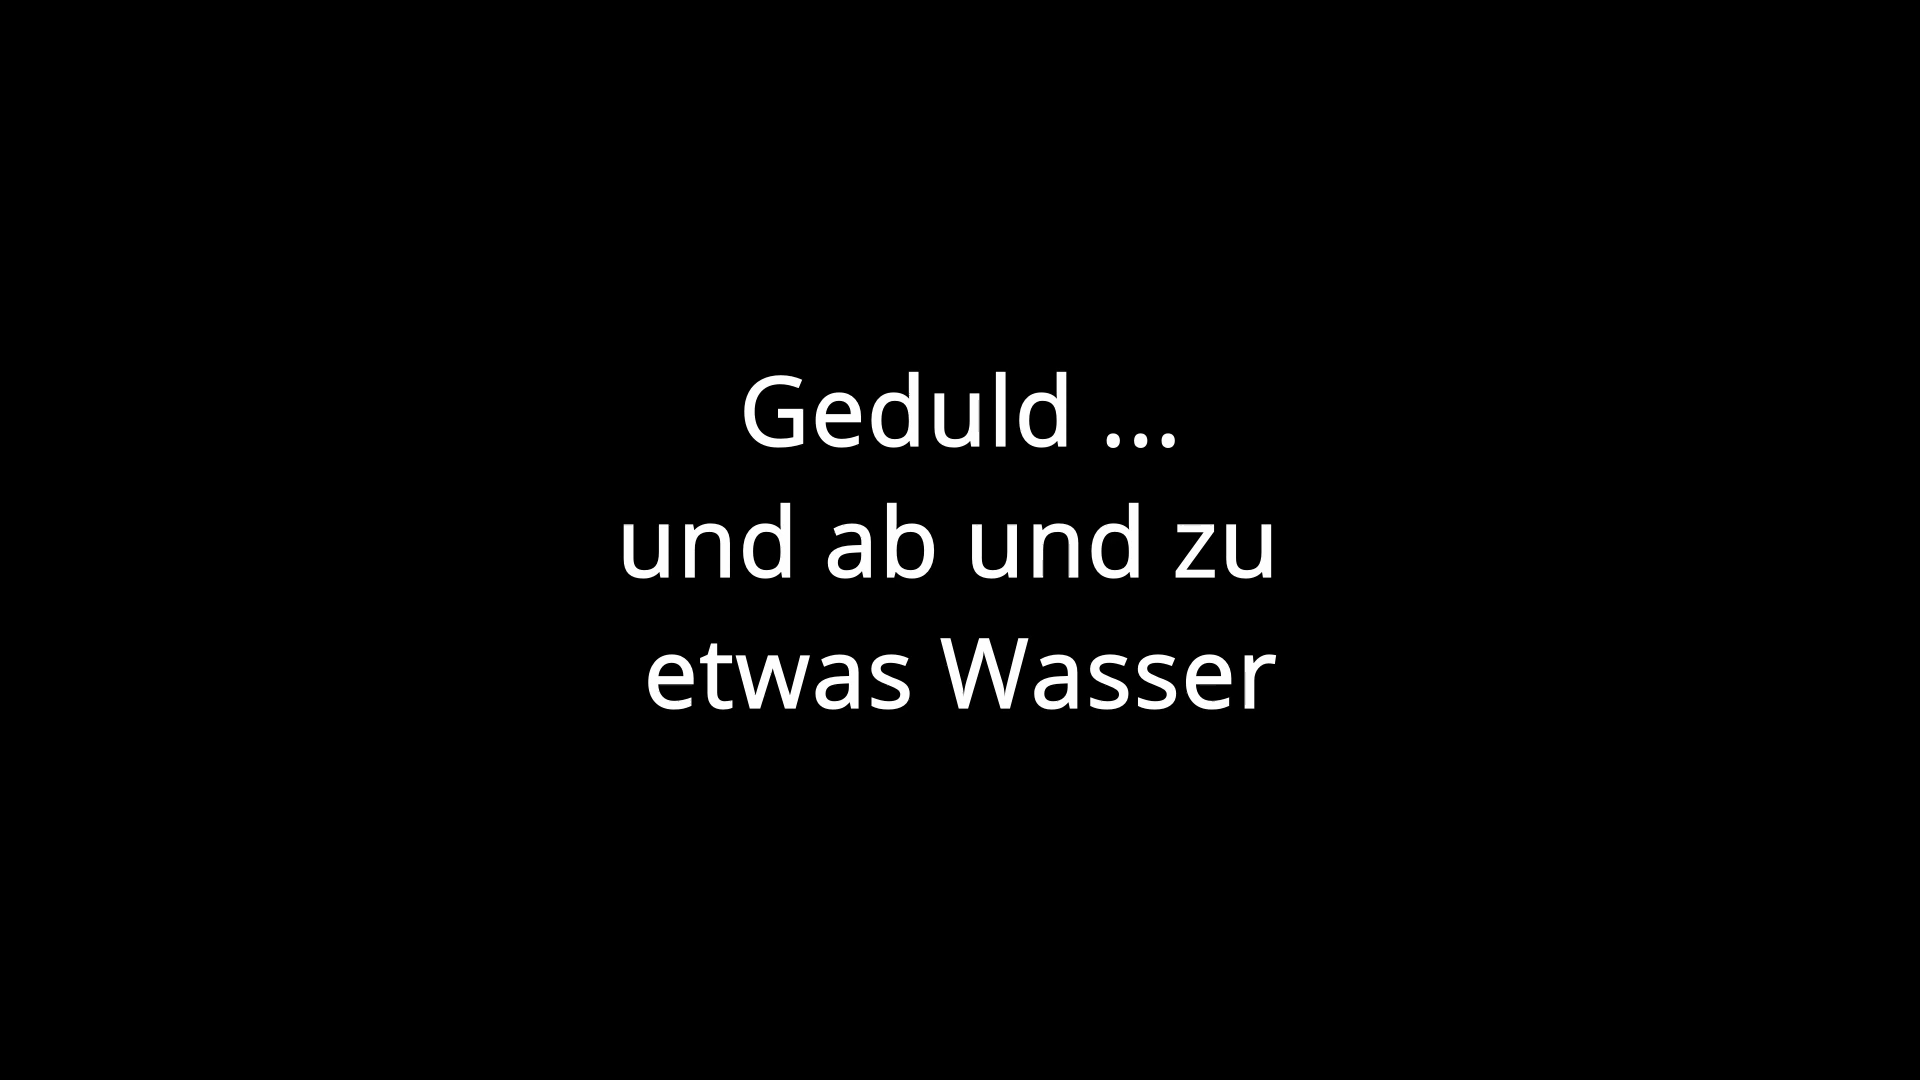 Geduld ...
und ab und zu
etwas Wasser